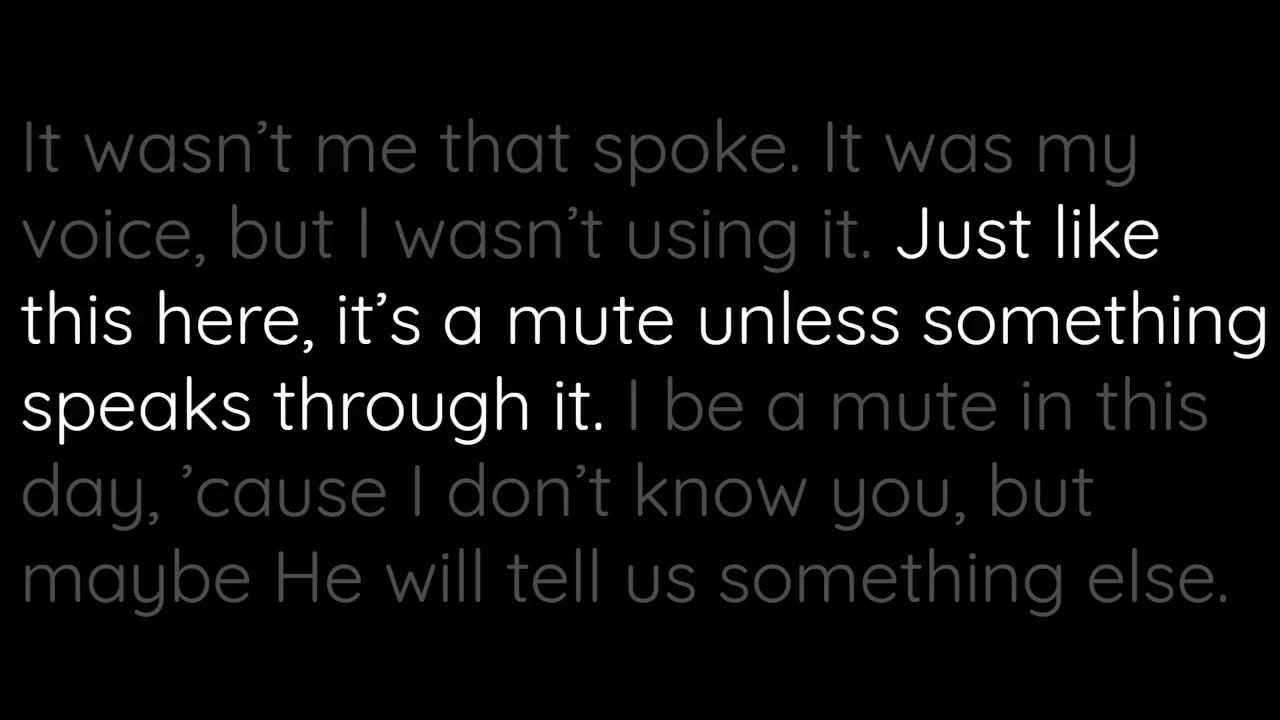 It wasn’t me that spoke. It was my
voice, but I wasn’t using it. Just like
this here, it’s a mute unless something
speaks through it. I be a mute in this
day, ’cause I don’t know you, but
maybe He will tell us something else.